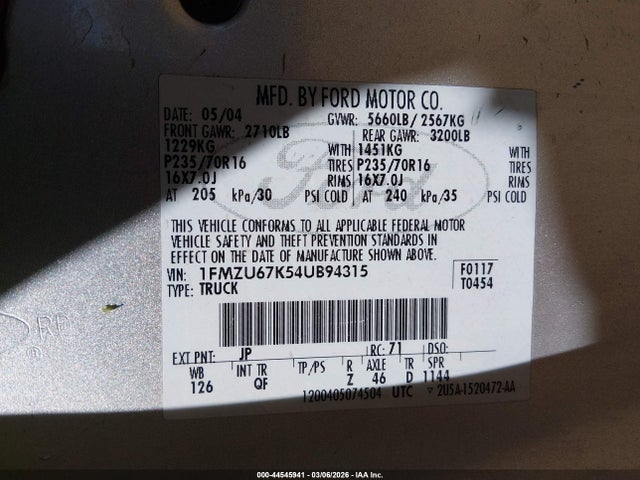 MFD. BY FORD MOTOR CO.
DATE: 05/04 GVWR: 5660LB/ 2567KG
FRONT GAWR: 2710LB REAR GAWR: 3200LB
1229KG WITH 1451KG WITH
P235/70R16 TIRES P235/70R16 TIRES
16X7.0J RIMS 16X7.0J RIMS
AT 205 kPa/30 PSI COLD AT 240 kPa/35 PSI COLD
Ford
THIS VEHICLE CONFORMS TO ALL APPLICABLE FEDERAL MOTOR
VEHICLE SAFETY AND THEFT PREVENTION STANDARDS IN
EFFECT ON THE DATE OF MANUFACTURE SHOWN ABOVE.
VIN: 1FMZU67K54UB94315
TYPE: TRUCK
F0117
T0454
EXT PNT: JP RC: 71 DSO:
WB INT TR TP/PS R AXLE TR SPR
126 QF Z 46 D 1144
1200405074504 UTC 2U5A-1520472-AA
000-44545941 | 03/06/2026 | IAA Inc.